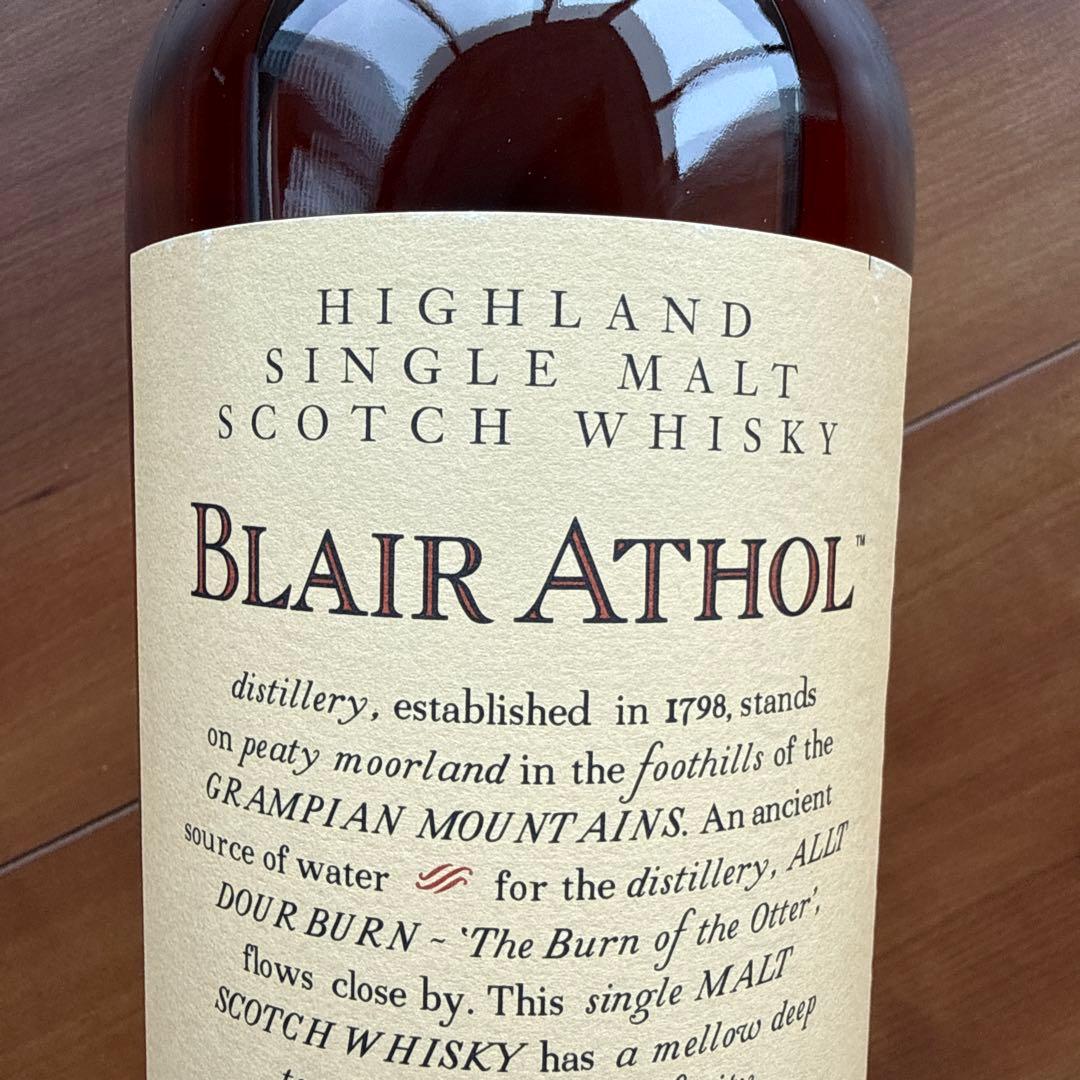 HIGHLAND
SINGLE MALT
SCOTCH WHISKY
BLAIR ATHOL™
distillery, established in 1798, stands
on peaty moorland in the foothills of the
GRAMPIAN MOUNTAINS. An ancient
source of water for the distillery, ALLT
DOUR BURN ~ 'The Burn of the Otter',
flows close by. This single MALT
SCOTCH WHISKY has a mellow deep